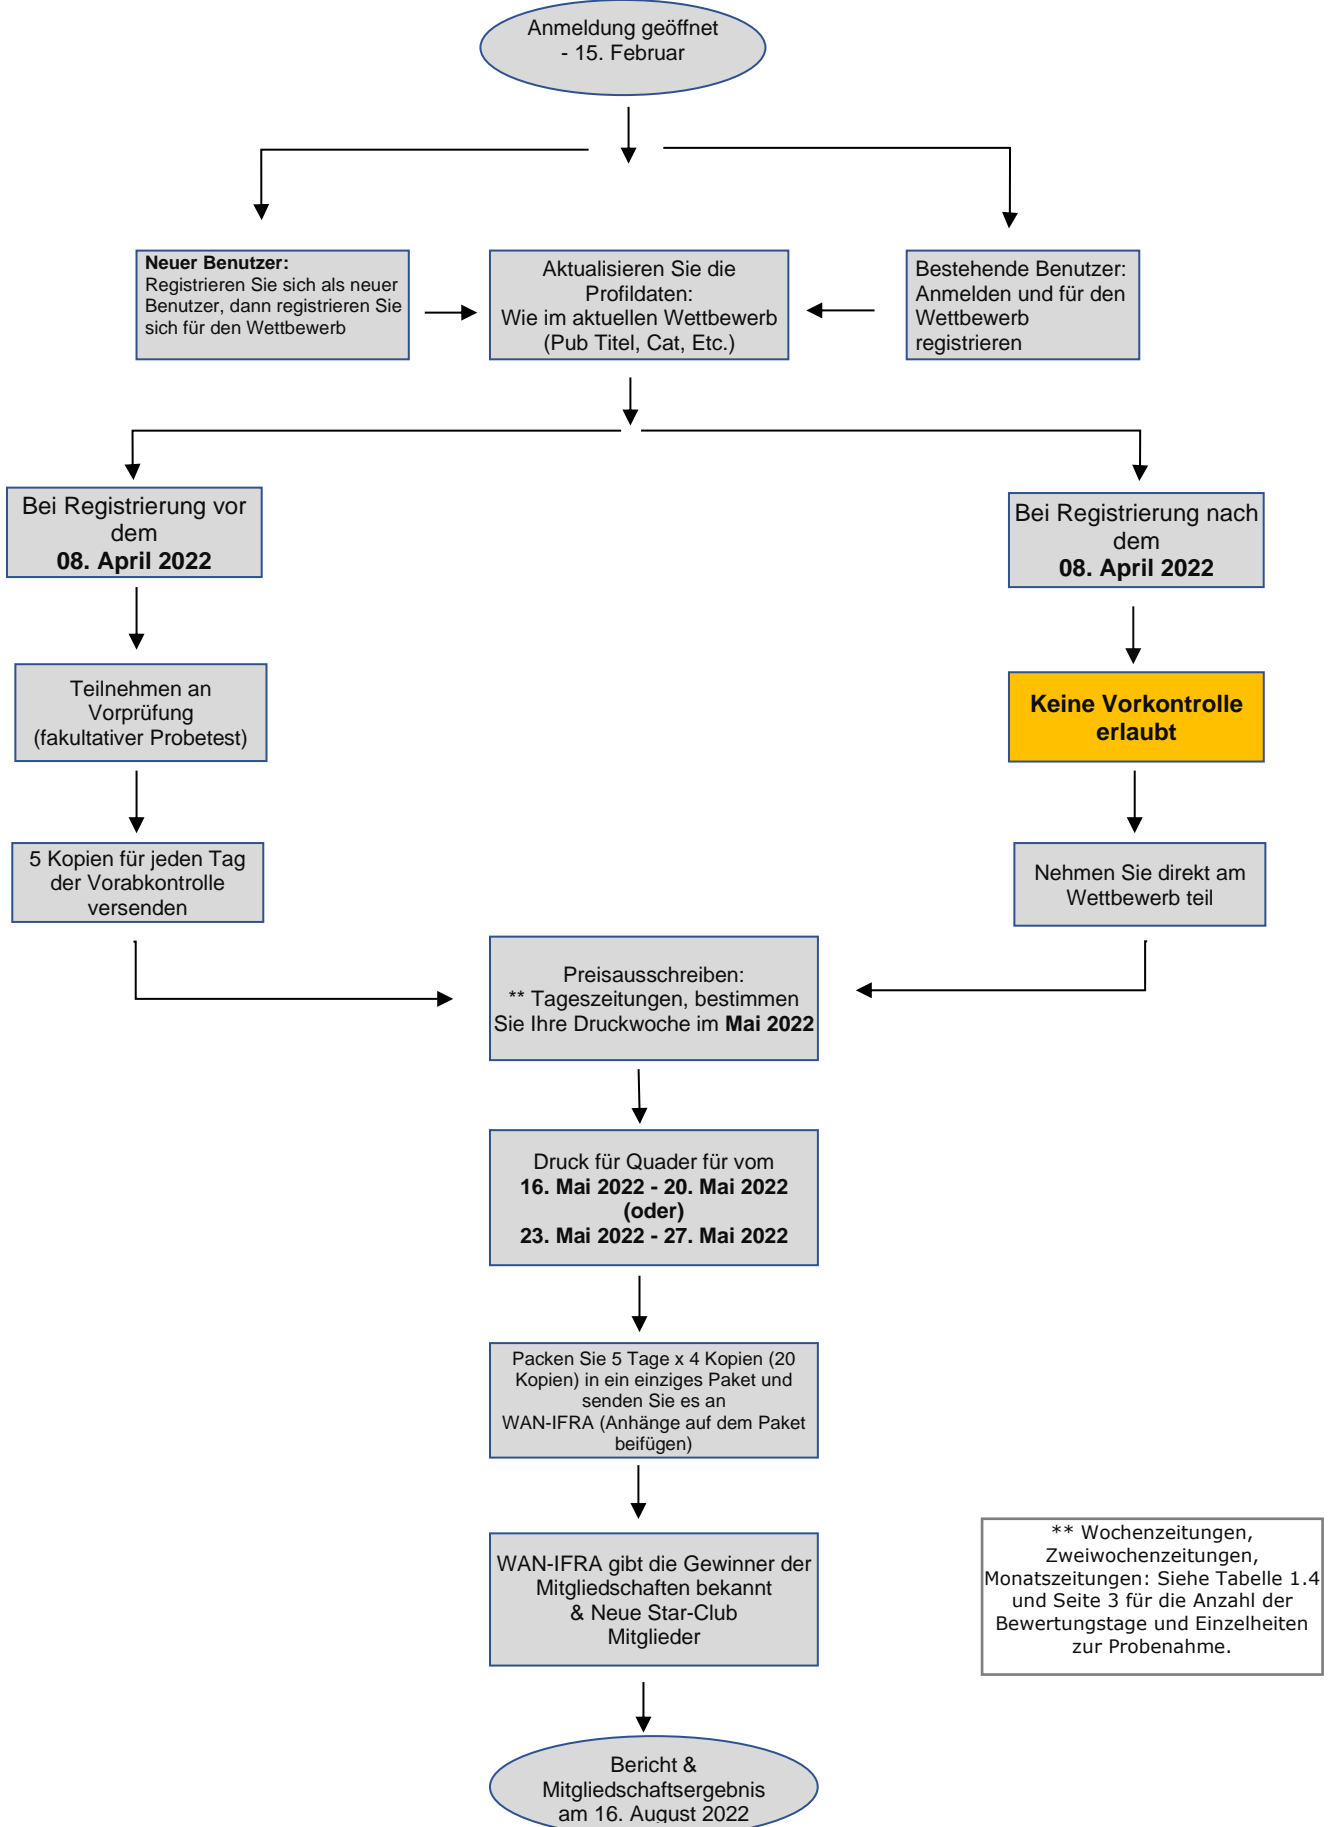 Anmeldung geöffnet
- 15. Februar
Neuer Benutzer:
Registrieren Sie sich als neuer
Benutzer, dann registrieren Sie
sich für den Wettbewerb
Aktualisieren Sie die
Profildaten:
Wie im aktuellen Wettbewerb
(Pub Titel, Cat, Etc.)
Bestehende Benutzer:
Anmelden und für den
Wettbewerb
registrieren
Bei Registrierung vor
dem
08. April 2022
Bei Registrierung nach
dem
08. April 2022
Teilnehmen an
Vorprüfung
(fakultativer Probetest)
Keine Vorkontrolle
erlaubt
5 Kopien für jeden Tag
der Vorabkontrolle
versenden
Nehmen Sie direkt am
Wettbewerb teil
Preisausschreiben:
** Tageszeitungen, bestimmen
Sie Ihre Druckwoche im Mai 2022
Druck für Quader für vom
16. Mai 2022 - 20. Mai 2022
(oder)
23. Mai 2022 - 27. Mai 2022
Packen Sie 5 Tage x 4 Kopien (20
Kopien) in ein einziges Paket und
senden Sie es an
WAN-IFRA (Anhänge auf dem Paket
beifügen)
WAN-IFRA gibt die Gewinner der
Mitgliedschaften bekannt
& Neue Star-Club
Mitglieder
** Wochenzeitungen,
Zweiwochenzeitungen,
Monatszeitungen: Siehe Tabelle 1.4
und Seite 3 für die Anzahl der
Bewertungstage und Einzelheiten
zur Probenahme.
Bericht &
Mitgliedschaftsergebnis
am 16. August 2022